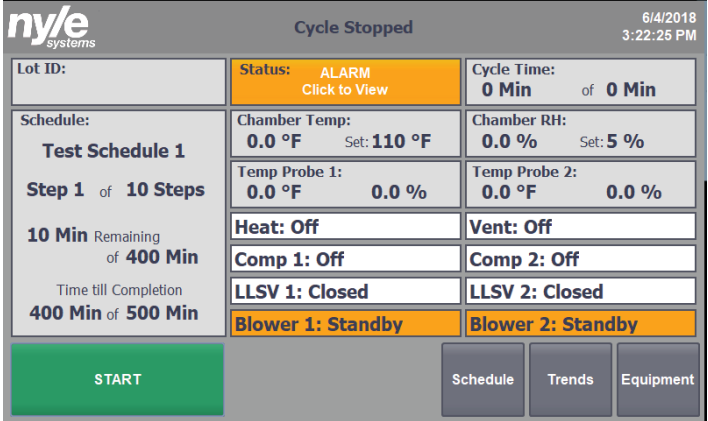 nyle
systems
Cycle Stopped
6/4/2018
3:22:25 PM
Lot ID:
Status: ALARM
Click to View
Cycle Time:
0 Min of 0 Min
Schedule:
Test Schedule 1
Step 1 of 10 Steps
10 Min Remaining
of 400 Min
Time till Completion
400 Min of 500 Min
Chamber Temp:
0.0 °F Set: 110 °F
Chamber RH:
0.0 % Set: 5 %
Temp Probe 1:
0.0 °F 0.0 %
Temp Probe 2:
0.0 °F 0.0 %
Heat: Off
Vent: Off
Comp 1: Off
Comp 2: Off
LLSV 1: Closed
LLSV 2: Closed
Blower 1: Standby
Blower 2: Standby
START
Schedule
Trends
Equipment